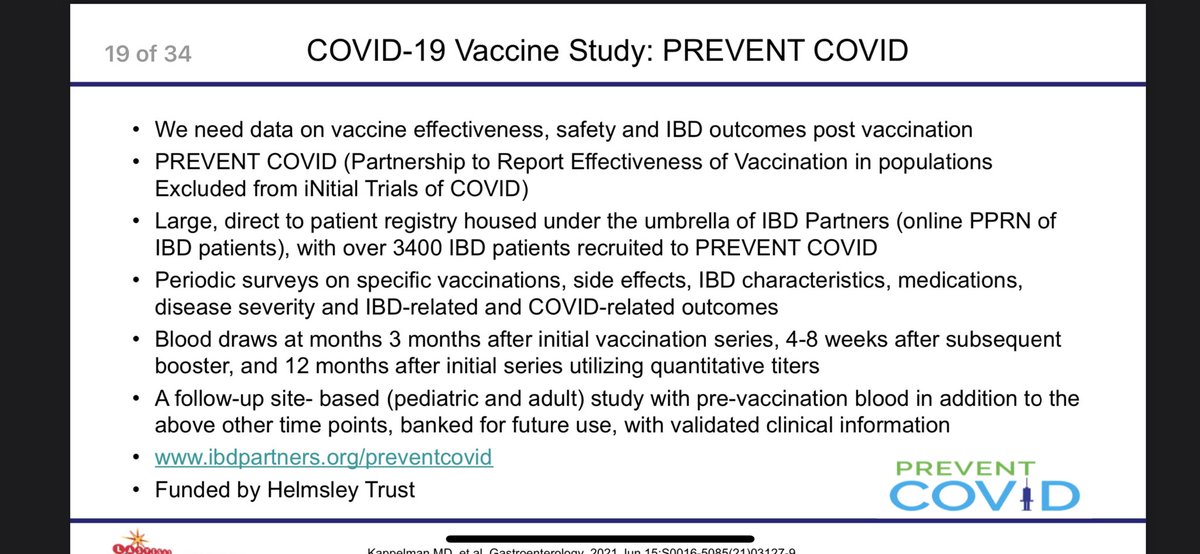 19 of 34
COVID-19 Vaccine Study: PREVENT COVID
• We need data on vaccine effectiveness, safety and IBD outcomes post vaccination
• PREVENT COVID (Partnership to Report Effectiveness of Vaccination in populations
Excluded from iNitial Trials of COVID)
• Large, direct to patient registry housed under the umbrella of IBD Partners (online PPRN of
IBD patients), with over 3400 IBD patients recruited to PREVENT COVID
• Periodic surveys on specific vaccinations, side effects, IBD characteristics, medications,
disease severity and IBD-related and COVID-related outcomes
• Blood draws at months 3 months after initial vaccination series, 4-8 weeks after subsequent
booster, and 12 months after initial series utilizing quantitative titers
• A follow-up site- based (pediatric and adult) study with pre-vaccination blood in addition to the
above other time points, banked for future use, with validated clinical information
• www.ibdpartners.org/preventcovid
• Funded by Helmsley Trust
PREVENT
COVID
Kappelman MD, et al. Gastroenterology. 2021 Jun 15:S0016-5085(21)03127-9